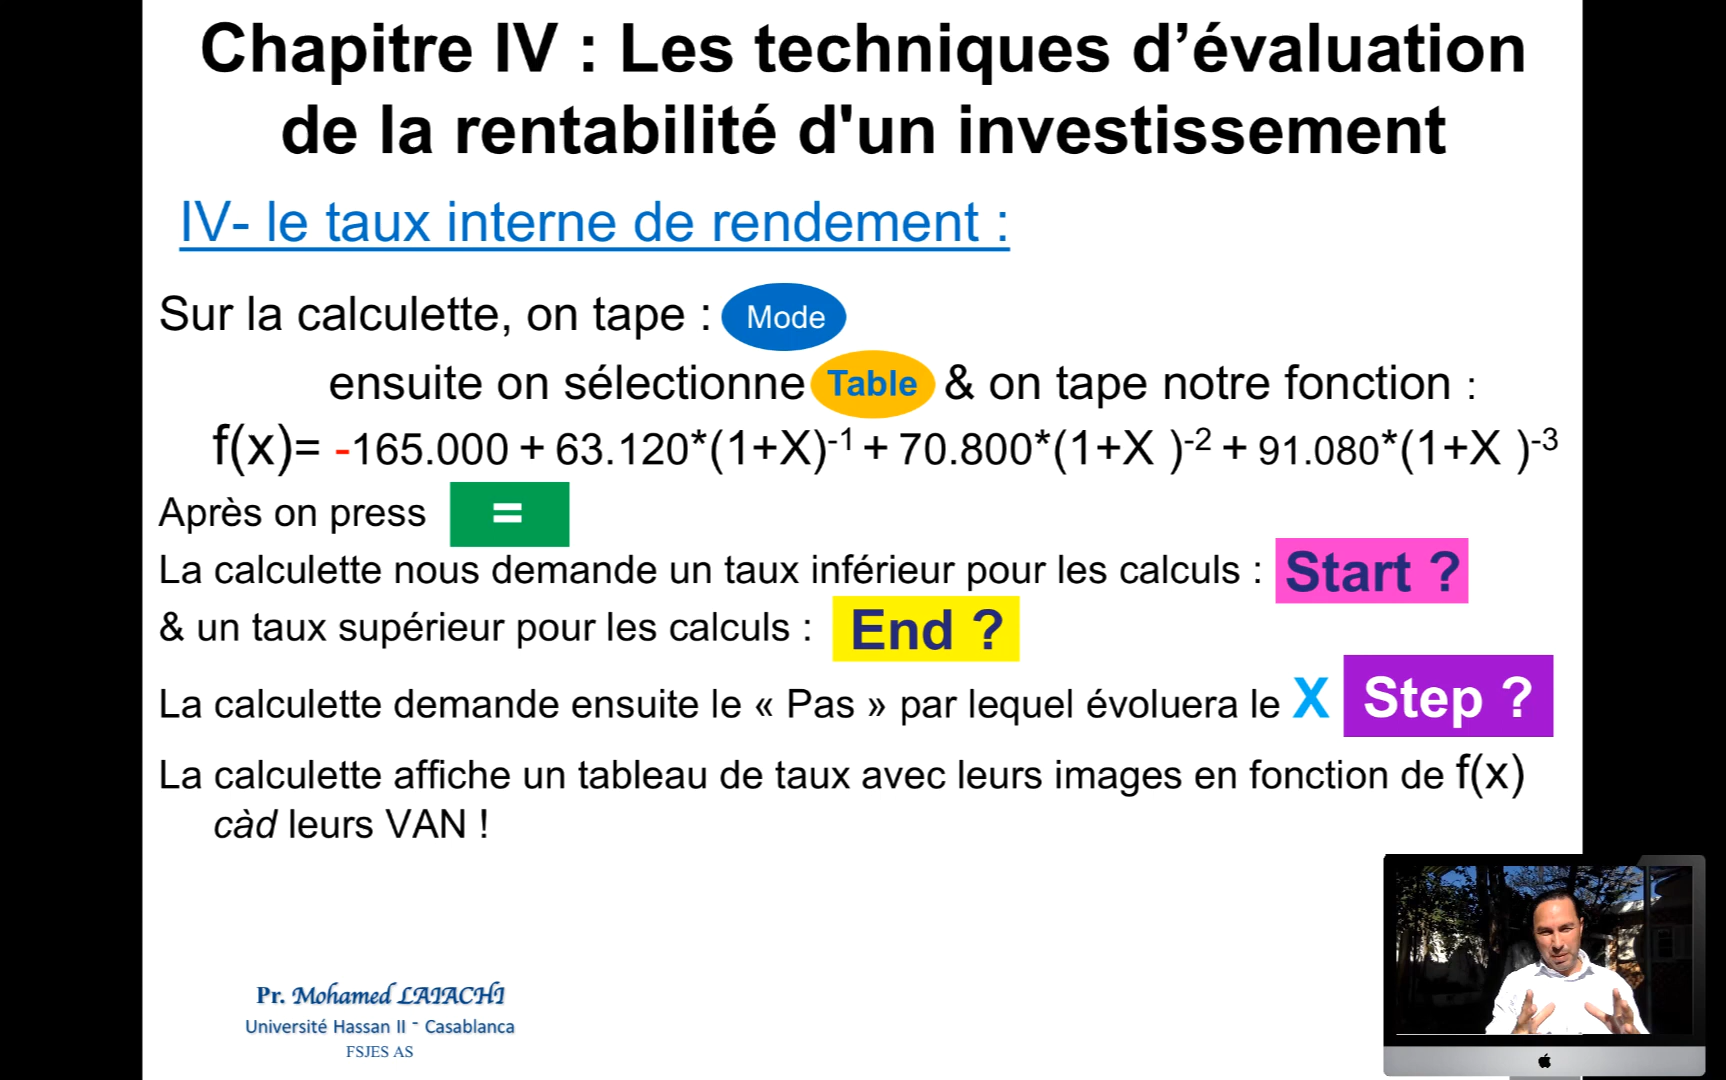 Chapitre IV : Les techniques d’évaluation
de la rentabilité d'un investissement
IV- le taux interne de rendement :
Sur la calculette, on tape : Mode
ensuite on sélectionne Table & on tape notre fonction :
f(x)= -165.000 + 63.120*(1+X)⁻¹ + 70.800*(1+X )⁻² + 91.080*(1+X )⁻³
Après on press =
La calculette nous demande un taux inférieur pour les calculs : Start ?
& un taux supérieur pour les calculs : End ?
La calculette demande ensuite le « Pas » par lequel évoluera le X Step ?
La calculette affiche un tableau de taux avec leurs images en fonction de f(x)
càd leurs VAN !
Pr. Mohamed LAIACHI
Université Hassan II - Casablanca
FSJES AS